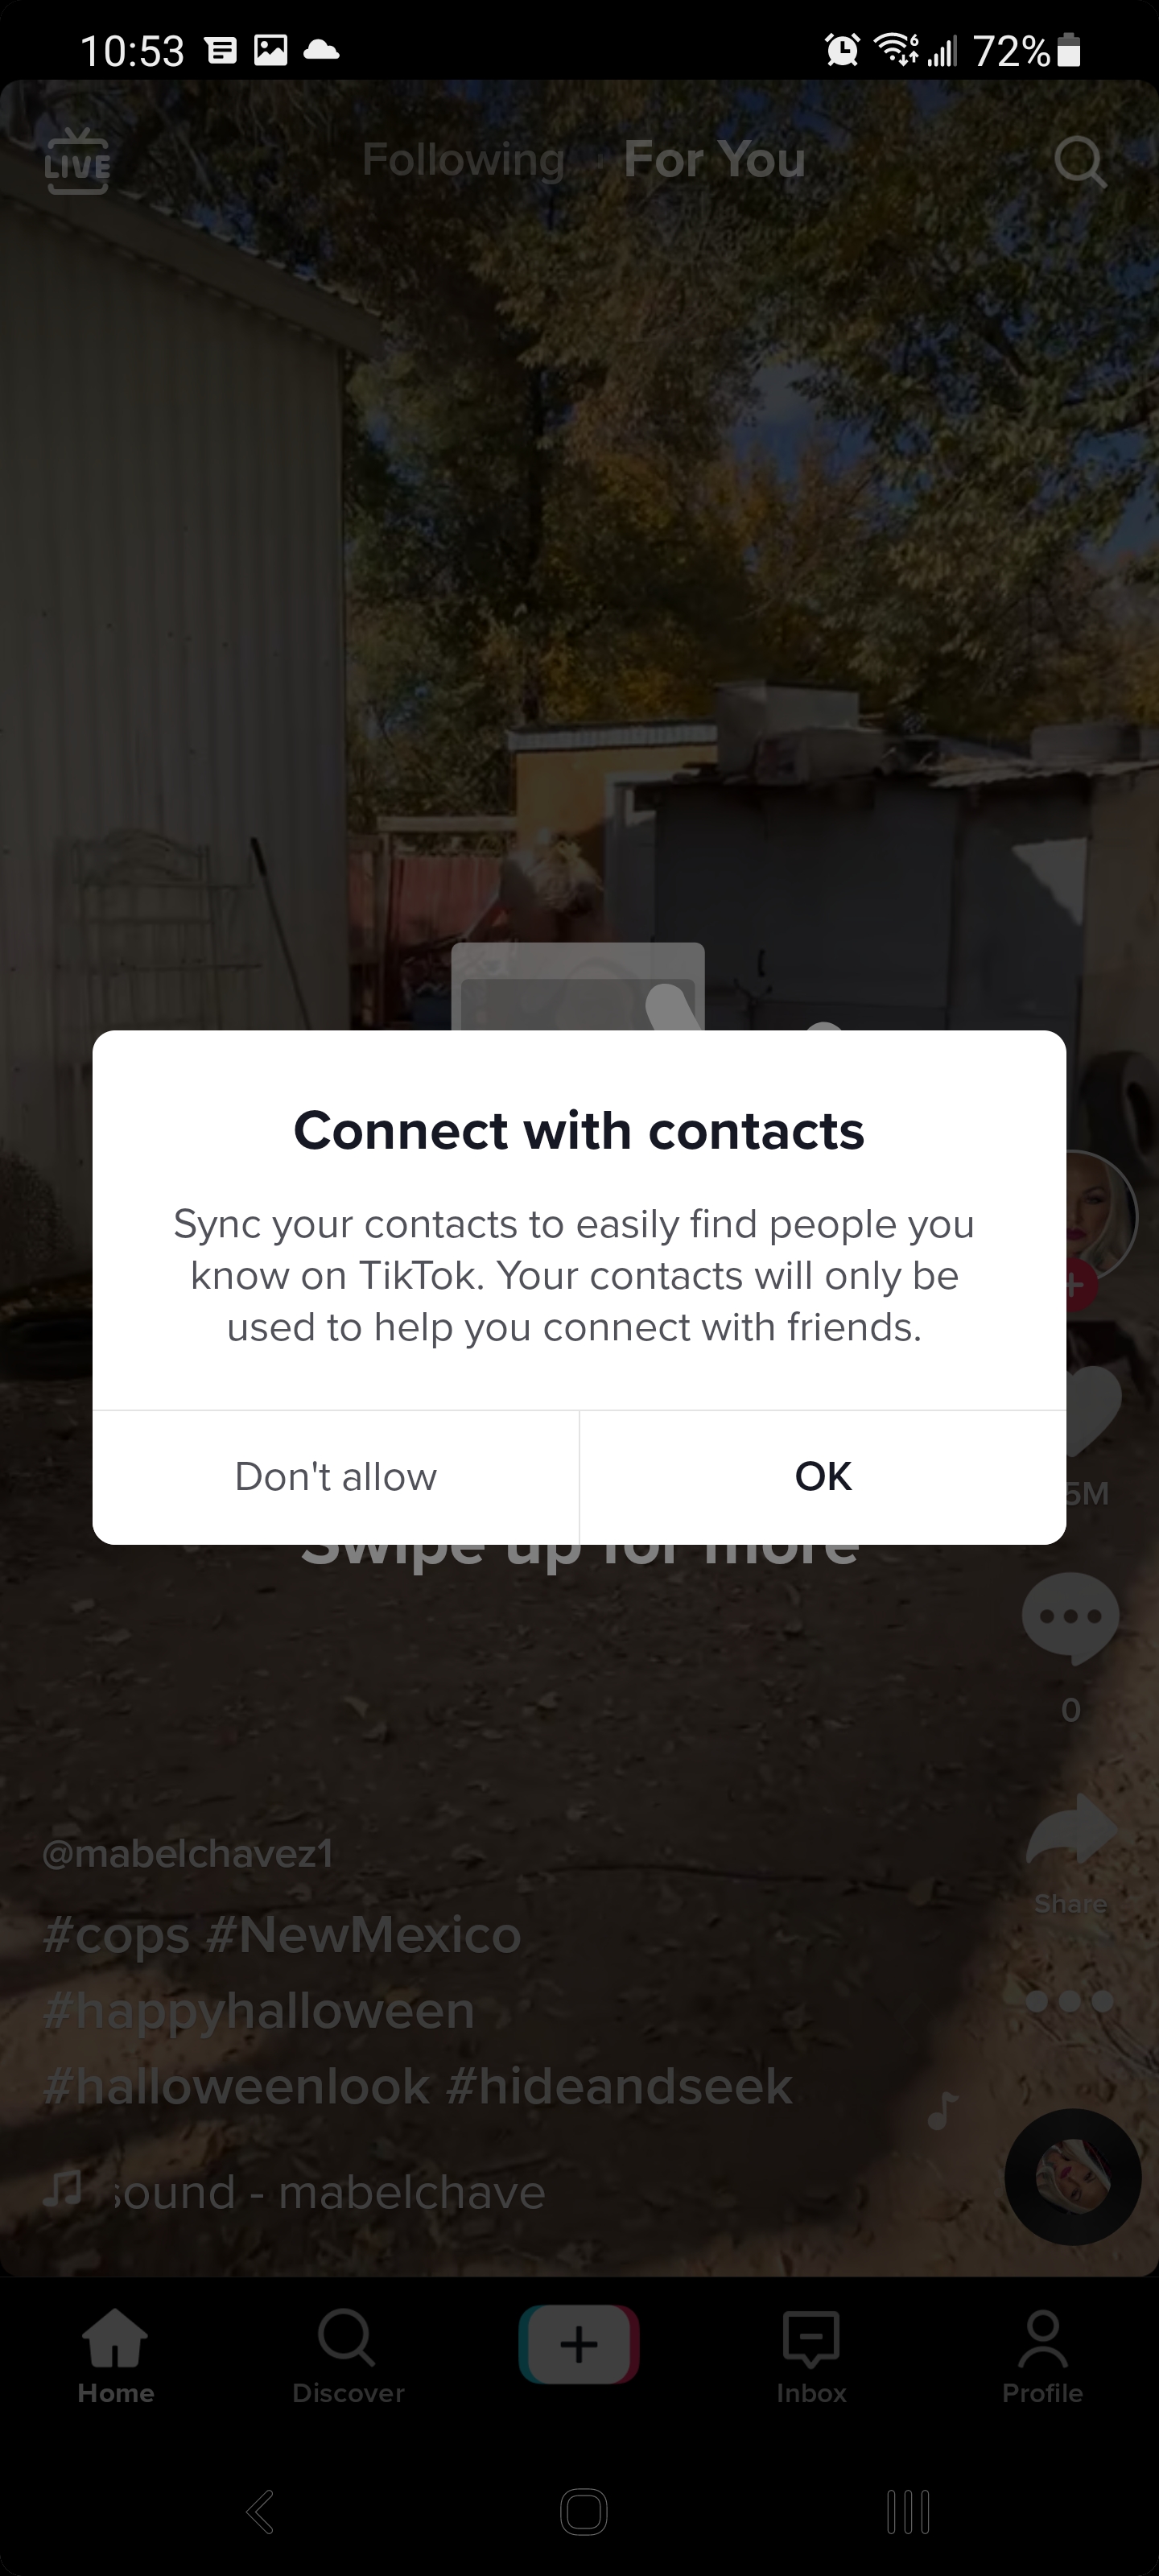 10:53
6
72%
LIVE
Following
For You
Connect with contacts
Sync your contacts to easily find people you
know on TikTok. Your contacts will only be
used to help you connect with friends.
Don't allow
OK
5M
Swipe up for more
0
@mabelchavez1
Share
#cops #NewMexico
#happyhalloween
#halloweenlook #hideandseek
sound - mabelchave
Home
Discover
Inbox
Profile